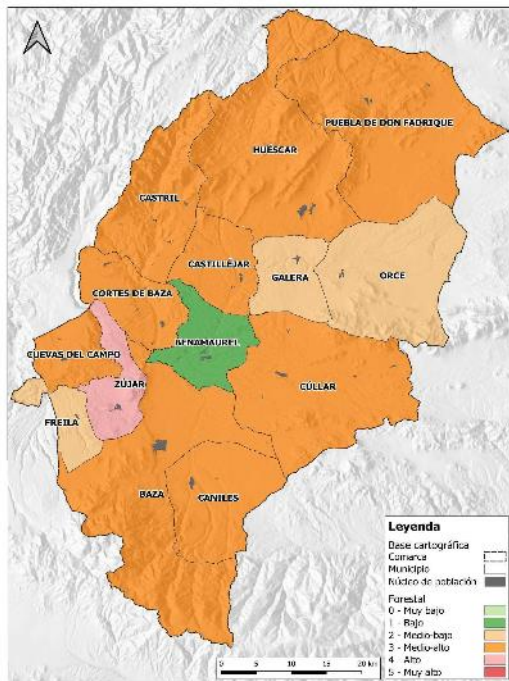 PUEBLA DE DON FADRIQUE
HUESCAR
CASTRIL
CASTILLÉJAR
GALERA
ORCE
CORTES DE BAZA
BENAMAUREL
CUEVAS DEL CAMPO
ZÚJAR
CÚLLAR
FREILA
BAZA
CANILES
Leyenda
Base cartográfica
Comarca
Municipio
Núcleo de población
Forestal
0 - Muy bajo
1 - Bajo
2 - Medio-bajo
3 - Medio-alto
4 Alto
5 - Muy alto
0 5 10 15 20 km